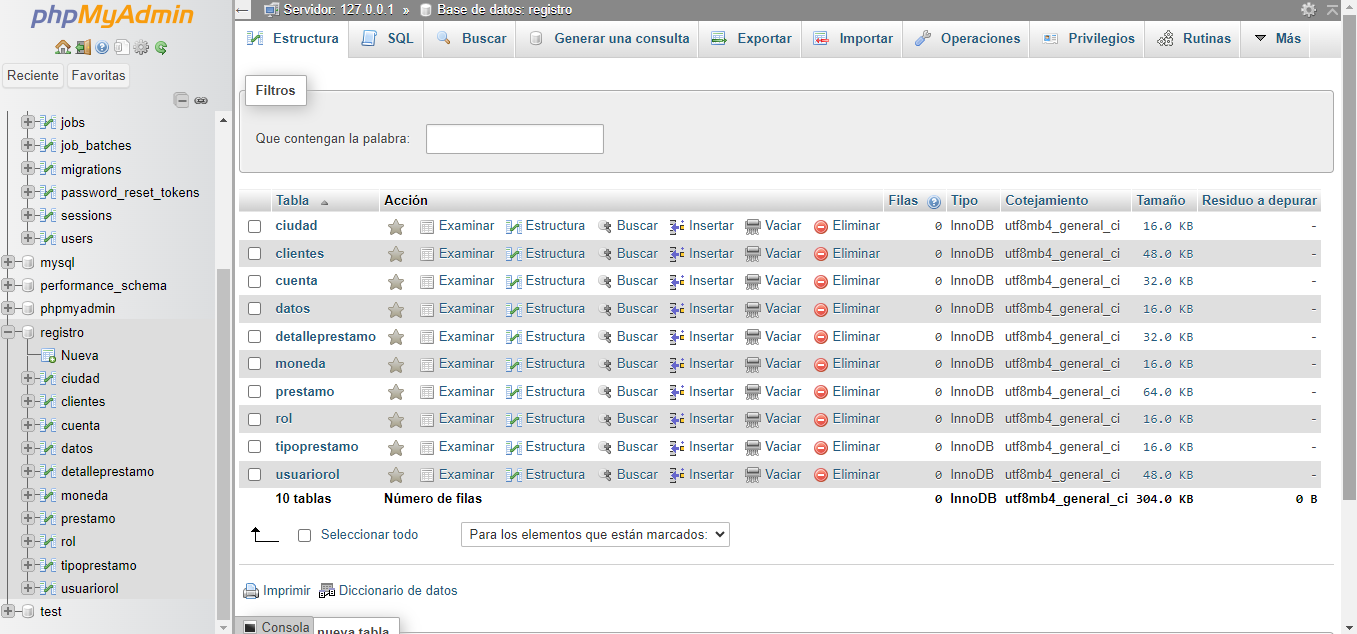 phpMyAdmin
Reciente Favoritas
jobs
job_batches
migrations
password_reset_tokens
sessions
users
mysql
performance_schema
phpmyadmin
registro
Nueva
ciudad
clientes
cuenta
datos
detalleprestamo
moneda
prestamo
rol
tipoprestamo
usuariorol
test
Servidor: 127.0.0.1 » Base de datos: registro
Estructura SQL Buscar Generar una consulta Exportar Importar Operaciones Privilegios Rutinas Más
Filtros
Que contengan la palabra:
Tabla Acción Filas Tipo Cotejamiento Tamaño Residuo a depurar
ciudad Examinar Estructura Buscar Insertar Vaciar Eliminar 0 InnoDB utf8mb4_general_ci 16.0 KB -
clientes Examinar Estructura Buscar Insertar Vaciar Eliminar 0 InnoDB utf8mb4_general_ci 48.0 KB -
cuenta Examinar Estructura Buscar Insertar Vaciar Eliminar 0 InnoDB utf8mb4_general_ci 32.0 KB -
datos Examinar Estructura Buscar Insertar Vaciar Eliminar 0 InnoDB utf8mb4_general_ci 16.0 KB -
detalleprestamo Examinar Estructura Buscar Insertar Vaciar Eliminar 0 InnoDB utf8mb4_general_ci 32.0 KB -
moneda Examinar Estructura Buscar Insertar Vaciar Eliminar 0 InnoDB utf8mb4_general_ci 16.0 KB -
prestamo Examinar Estructura Buscar Insertar Vaciar Eliminar 0 InnoDB utf8mb4_general_ci 64.0 KB -
rol Examinar Estructura Buscar Insertar Vaciar Eliminar 0 InnoDB utf8mb4_general_ci 16.0 KB -
tipoprestamo Examinar Estructura Buscar Insertar Vaciar Eliminar 0 InnoDB utf8mb4_general_ci 16.0 KB -
usuariorol Examinar Estructura Buscar Insertar Vaciar Eliminar 0 InnoDB utf8mb4_general_ci 48.0 KB -
10 tablas Número de filas 0 InnoDB utf8mb4_general_ci 304.0 KB 0 B
Seleccionar todo Para los elementos que están marcados:
Imprimir Diccionario de datos
Consola nueva tabla